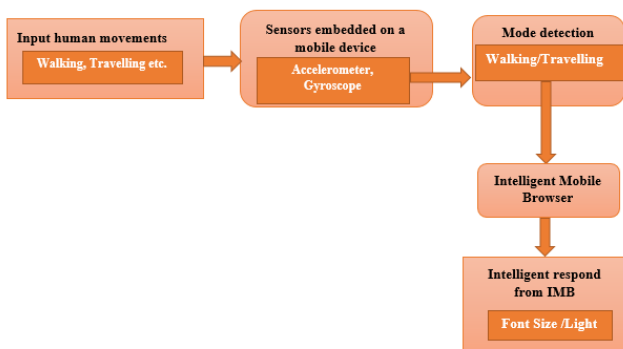 Input human movements
Walking, Travelling etc.
Sensors embedded on a
mobile device
Accelerometer,
Gyroscope
Mode detection
Walking/Travelling
Intelligent Mobile
Browser
Intelligent respond
from IMB
Font Size /Light